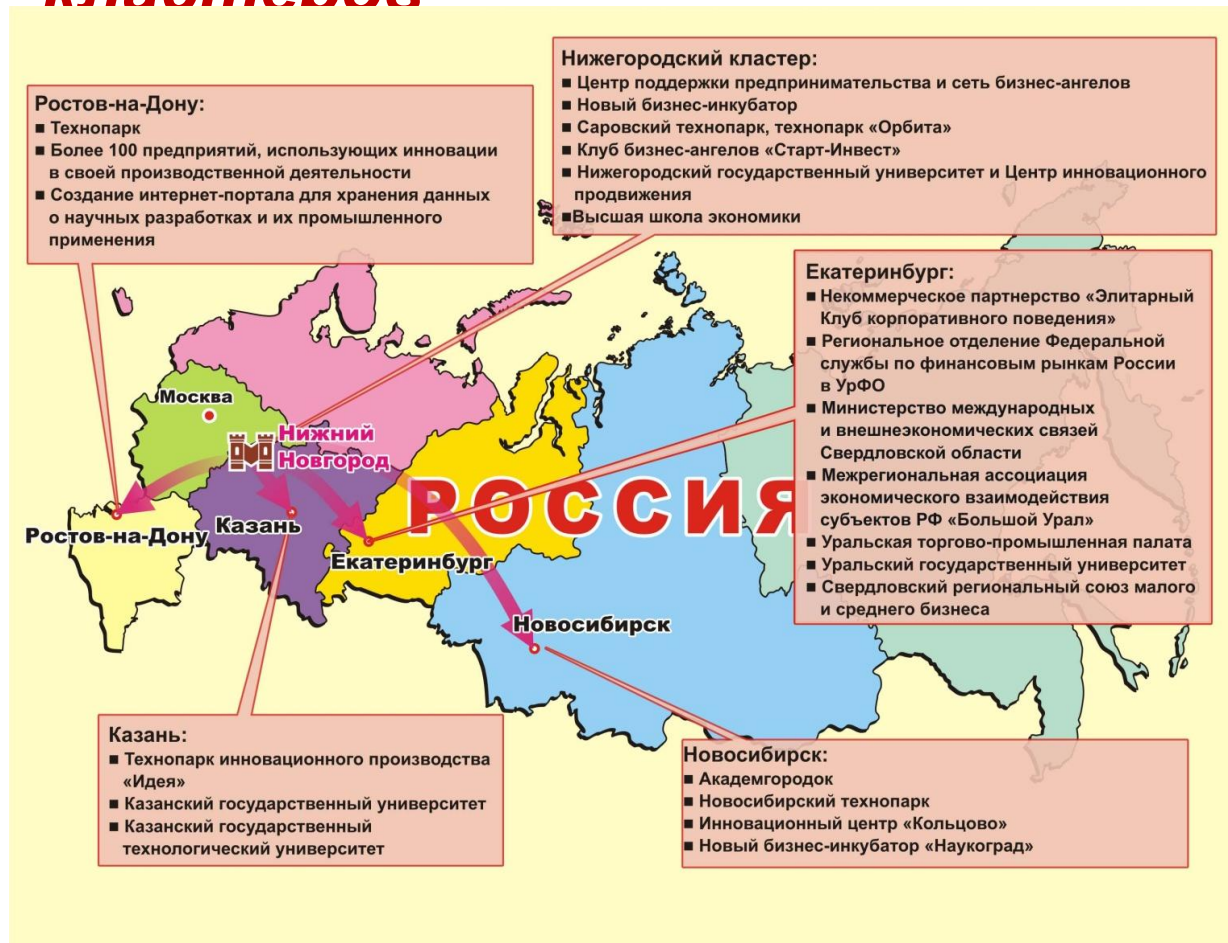 кластеров
Нижегородский кластер:
■ Центр поддержки предпринимательства и сеть бизнес-ангелов
■ Новый бизнес-инкубатор
■ Саровский технопарк, технопарк «Орбита»
■ Клуб бизнес-ангелов «Старт-Инвест»
■ Нижегородский государственный университет и Центр инновационного
продвижения
■Высшая школа экономики
Ростов-на-Дону:
■ Технопарк
■ Более 100 предприятий, использующих инновации
в своей производственной деятельности
■ Создание интернет-портала для хранения данных
о научных разработках и их промышленного
применения
Екатеринбург:
■ Некоммерческое партнерство «Элитарный
Клуб корпоративного поведения»
■ Региональное отделение Федеральной
службы по финансовым рынкам России
в УрФО
■ Министерство международных
и внешнеэкономических связей
Свердловской области
■ Межрегиональная ассоциация
экономического взаимодействия
субъектов РФ «Большой Урал»
■ Уральская торгово-промышленная палата
■ Уральский государственный университет
■ Свердловский региональный союз малого
и среднего бизнеса
Москва
Нижний
Новгород
РОССИЯ
Ростов-на-Дону
Казань
Екатеринбург
Новосибирск
Казань:
■ Технопарк инновационного производства
«Идея»
■ Казанский государственный университет
■ Казанский государственный
технологический университет
Новосибирск:
■ Академгородок
■ Новосибирский технопарк
■ Инновационный центр «Кольцово»
■ Новый бизнес-инкубатор «Наукоград»